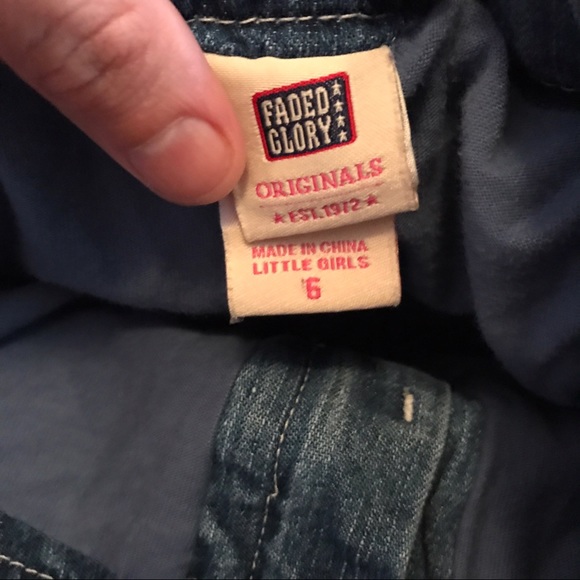 FADED
GLORY
ORIGINALS
★EST.1972★
MADE IN CHINA
LITTLE GIRLS
6